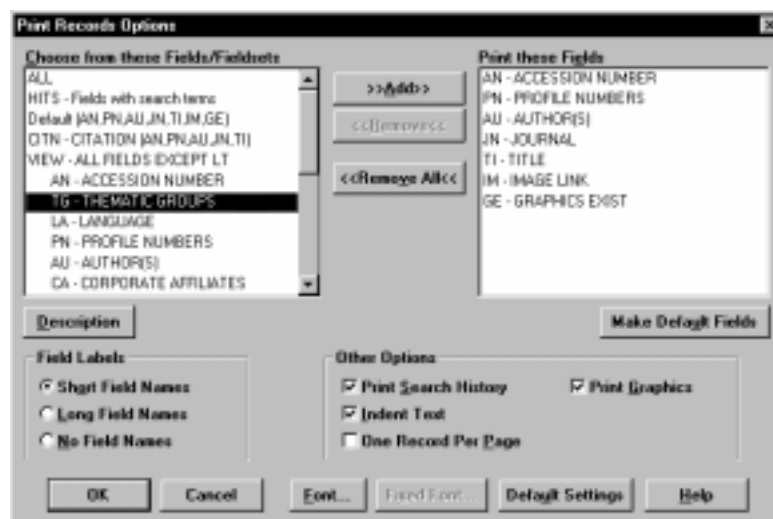 Print Records Options
Choose from these Fields/Fieldsets
ALL
HITS - Fields with search terms
Default (AN,PN,AU,JN,TI,IM,GE)
CITN - CITATION (AN,PN,AU,JN,TI)
VIEW - ALL FIELDS EXCEPT LT
AN - ACCESSION NUMBER
TG - THEMATIC GROUPS
LA - LANGUAGE
PN - PROFILE NUMBERS
AU - AUTHOR(S)
CA - CORPORATE AFFILIATES
>>Add>>
<<Remove<<
<<Remove All<<
Print these Fields
AN - ACCESSION NUMBER
PN - PROFILE NUMBERS
AU - AUTHOR(S)
JN - JOURNAL
TI - TITLE
IM - IMAGE LINK
GE - GRAPHICS EXIST
Description
Make Default Fields
Field Labels
Short Field Names
Long Field Names
No Field Names
Other Options
Print Search History
Print Graphics
Indent Text
One Record Per Page
OK
Cancel
Font...
Fixed Font...
Default Settings
Help